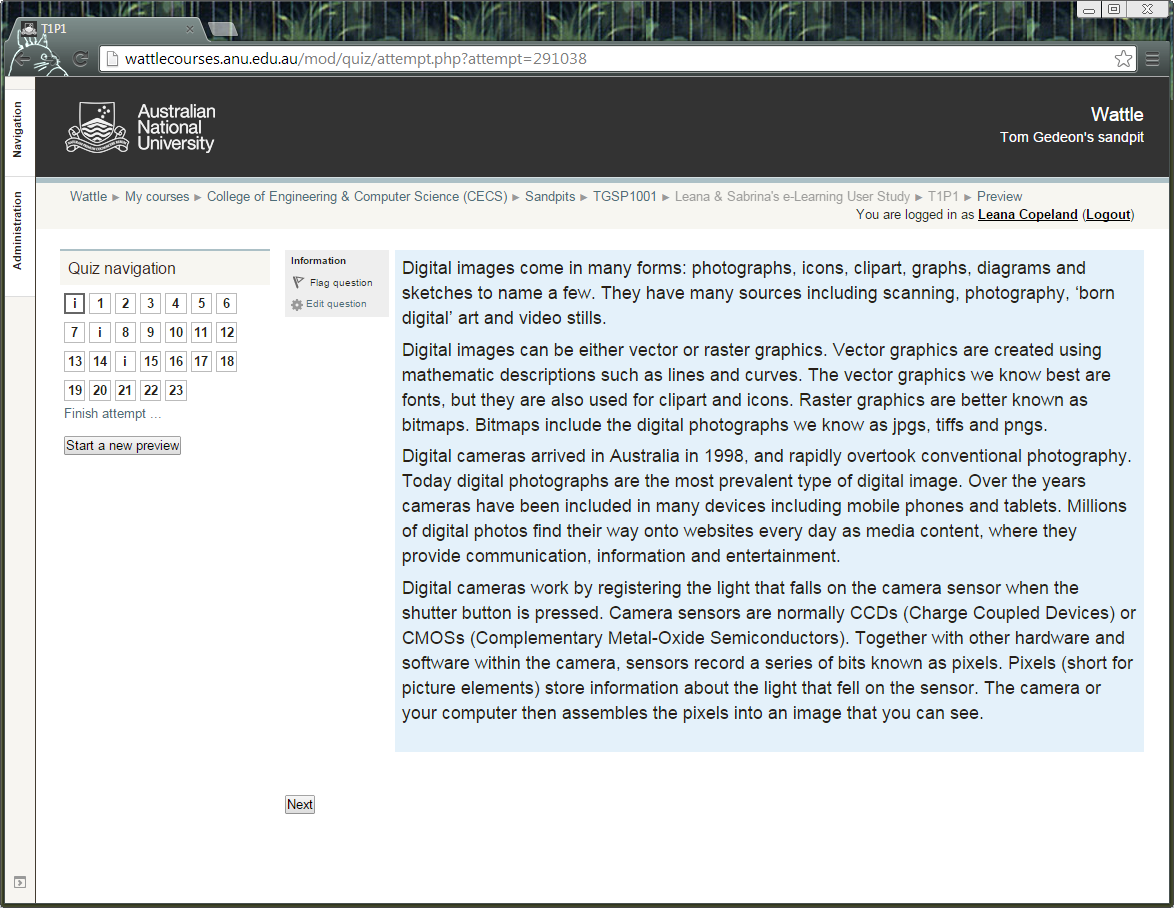 T1P1
wattlecourses.anu.edu.au/mod/quiz/attempt.php?attempt=291038
Navigation
Administration
Australian
National
University
Wattle
Tom Gedeon's sandpit
Wattle ► My courses ► College of Engineering & Computer Science (CECS) ► Sandpits ► TGSP1001 ► Leana & Sabrina's e-Learning User Study ► T1P1 ► Preview
You are logged in as Leana Copeland (Logout)
Quiz navigation
i 1 2 3 4 5 6
7 i 8 9 10 11 12
13 14 i 15 16 17 18
19 20 21 22 23
Finish attempt ...
Start a new preview
Information
Flag question
Edit question
Digital images come in many forms: photographs, icons, clipart, graphs, diagrams and
sketches to name a few. They have many sources including scanning, photography, ‘born
digital’ art and video stills.
Digital images can be either vector or raster graphics. Vector graphics are created using
mathematic descriptions such as lines and curves. The vector graphics we know best are
fonts, but they are also used for clipart and icons. Raster graphics are better known as
bitmaps. Bitmaps include the digital photographs we know as jpgs, tiffs and pngs.
Digital cameras arrived in Australia in 1998, and rapidly overtook conventional photography.
Today digital photographs are the most prevalent type of digital image. Over the years
cameras have been included in many devices including mobile phones and tablets. Millions
of digital photos find their way onto websites every day as media content, where they
provide communication, information and entertainment.
Digital cameras work by registering the light that falls on the camera sensor when the
shutter button is pressed. Camera sensors are normally CCDs (Charge Coupled Devices) or
CMOSs (Complementary Metal-Oxide Semiconductors). Together with other hardware and
software within the camera, sensors record a series of bits known as pixels. Pixels (short for
picture elements) store information about the light that fell on the sensor. The camera or
your computer then assembles the pixels into an image that you can see.
Next